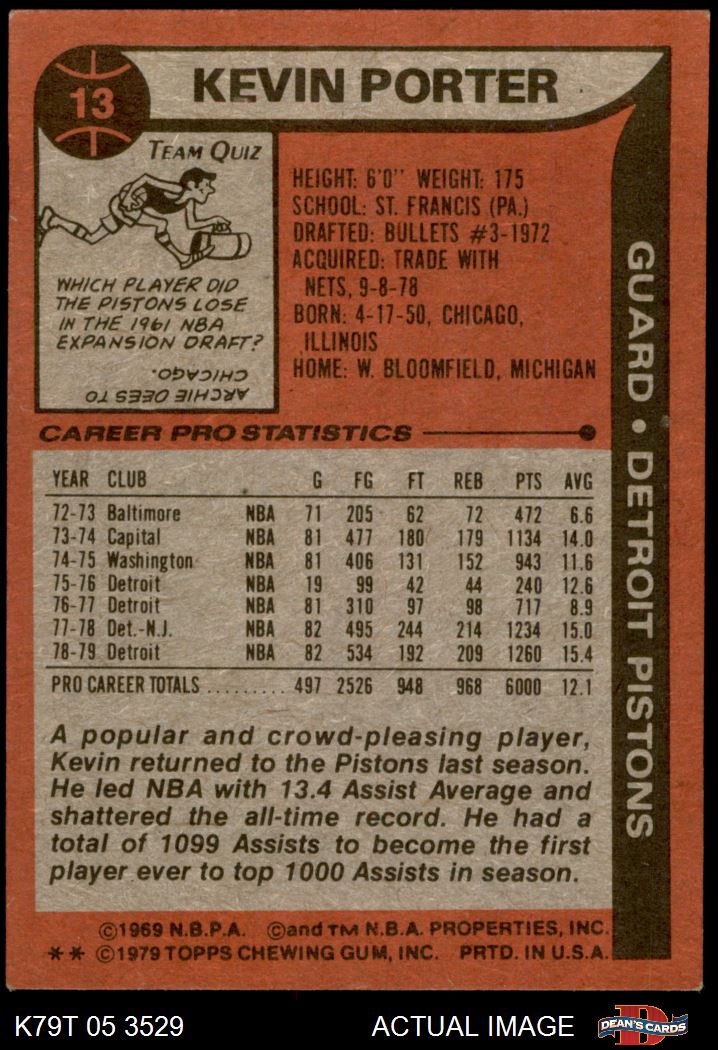 13
KEVIN PORTER
TEAM QUIZ
WHICH PLAYER DID
THE PISTONS LOSE
IN THE 1961 NBA
EXPANSION DRAFT?
ARCHIE DEES TO
CHICAGO.
HEIGHT: 6'0" WEIGHT: 175
SCHOOL: ST. FRANCIS (PA.)
DRAFTED: BULLETS #3-1972
ACQUIRED: TRADE WITH
NETS, 9-8-78
BORN: 4-17-50, CHICAGO,
ILLINOIS
HOME: W. BLOOMFIELD, MICHIGAN
GUARD • DETROIT PISTONS
CAREER PRO STATISTICS
YEAR CLUB G FG FT REB PTS AVG
72-73 Baltimore NBA 71 205 62 72 472 6.6
73-74 Capital NBA 81 477 180 179 1134 14.0
74-75 Washington NBA 81 406 131 152 943 11.6
75-76 Detroit NBA 19 99 42 44 240 12.6
76-77 Detroit NBA 81 310 97 98 717 8.9
77-78 Det.-N.J. NBA 82 495 244 214 1234 15.0
78-79 Detroit NBA 82 534 192 209 1260 15.4
PRO CAREER TOTALS ......... 497 2526 948 968 6000 12.1
A popular and crowd-pleasing player,
Kevin returned to the Pistons last season.
He led NBA with 13.4 Assist Average and
shattered the all-time record. He had a
total of 1099 Assists to become the first
player ever to top 1000 Assists in season.
©1969 N.B.P.A. ©and TM N.B.A. PROPERTIES, INC.
** ©1979 TOPPS CHEWING GUM, INC. PRTD. IN U.S.A.
K79T 05 3529
ACTUAL IMAGE
D
DEAN'S CARDS